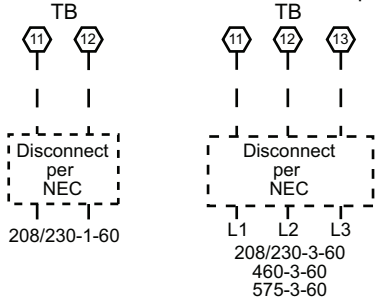 TB
11 12
Disconnect
per
NEC
208/230-1-60
TB
11 12 13
Disconnect
per
NEC
L1 L2 L3
208/230-3-60
460-3-60
575-3-60